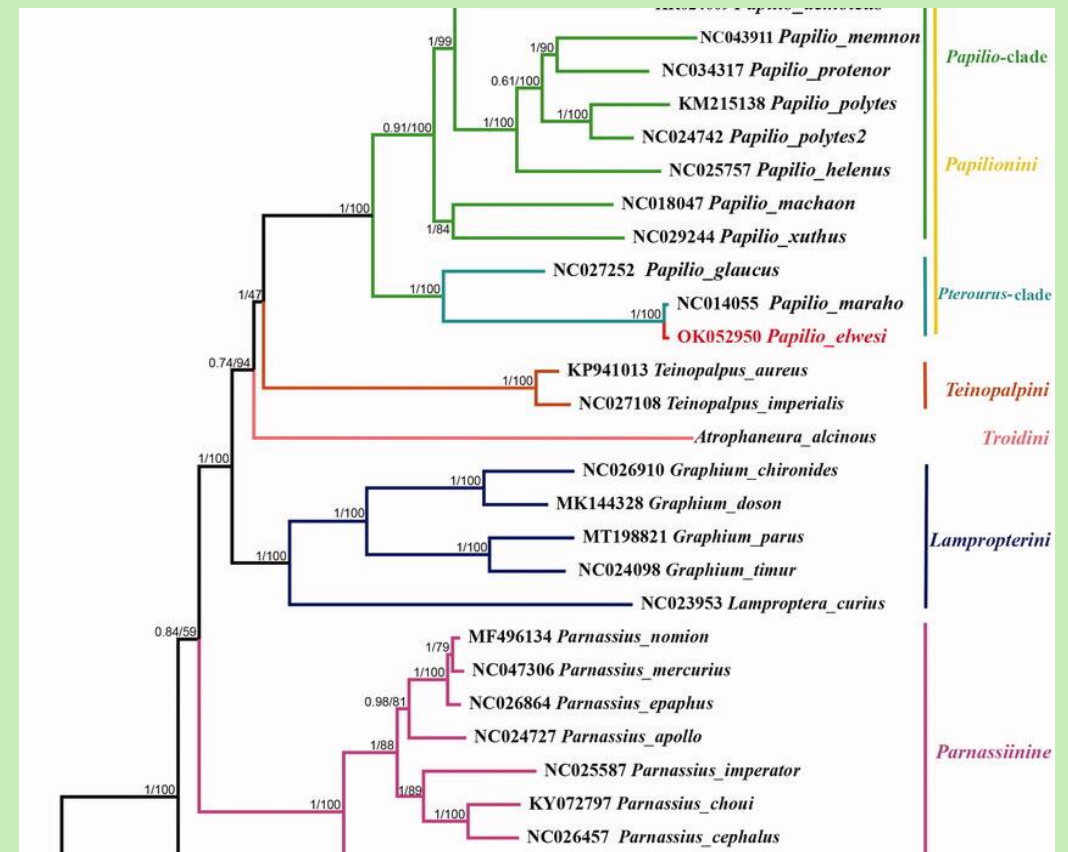 1/99
NC043911 Papilio_memnon
Papilio-clade
1/90
NC034317 Papilio_protenor
0.61/100
KM215138 Papilio_polytes
1/100
1/100
0.91/100
NC024742 Papilio_polytes2
Papilionini
NC025757 Papilio_helenus
NC018047 Papilio_machaon
1/100
1/84
NC029244 Papilio_xuthus
NC027252 Papilio_glaucus
1/100
1/47
Pterourus-clade
NC014055 Papilio_maraho
1/100
OK052950 Papilio_elwesi
0.74/94
KP941013 Teinopalpus_aureus
1/100
Teinopalpini
NC027108 Teinopalpus_imperialis
Atrophaneura_alcinous
Troidini
1/100
NC026910 Graphium_chironides
1/100
MK144328 Graphium_doson
1/100
MT198821 Graphium_parus
Lampropterini
1/100
1/100
NC024098 Graphium_timur
NC023953 Lamproptera_curius
0.84/59
MF496134 Parnassius_nomion
1/79
NC047306 Parnassius_mercurius
1/100
NC026864 Parnassius_epaphus
0.98/81
NC024727 Parnassius_apollo
1/88
Parnassiinine
NC025587 Parnassius_imperator
1/100
1/89
1/100
KY072797 Parnassius_choui
1/100
NC026457 Parnassius_cephalus